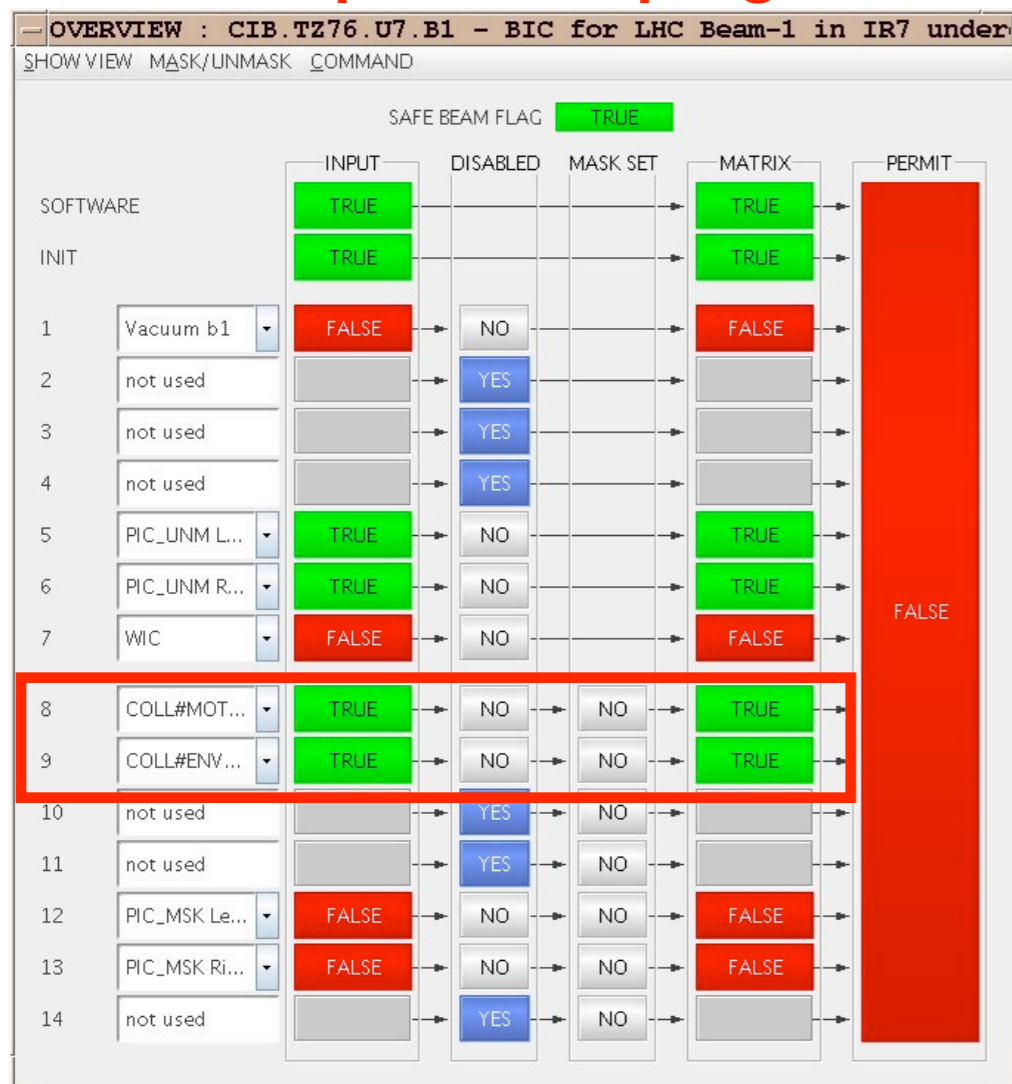 OVERVIEW : CIB.TZ76.U7.B1 - BIC for LHC Beam-1 in IR7 under
SHOW VIEW MASK/UNMASK COMMAND
SAFE BEAM FLAG TRUE
INPUT DISABLED MASK SET MATRIX PERMIT
SOFTWARE TRUE TRUE
INIT TRUE TRUE
1 Vacuum b1 FALSE NO FALSE
2 not used YES
3 not used YES
4 not used YES
5 PIC_UNM L... TRUE NO TRUE
6 PIC_UNM R... TRUE NO TRUE
FALSE
7 WIC FALSE NO FALSE
8 COLL#MOT... TRUE NO NO TRUE
9 COLL#ENV... TRUE NO NO TRUE
10 not used YES NO
11 not used YES NO
12 PIC_MSK Le... FALSE NO NO FALSE
13 PIC_MSK Ri... FALSE NO NO FALSE
14 not used YES NO